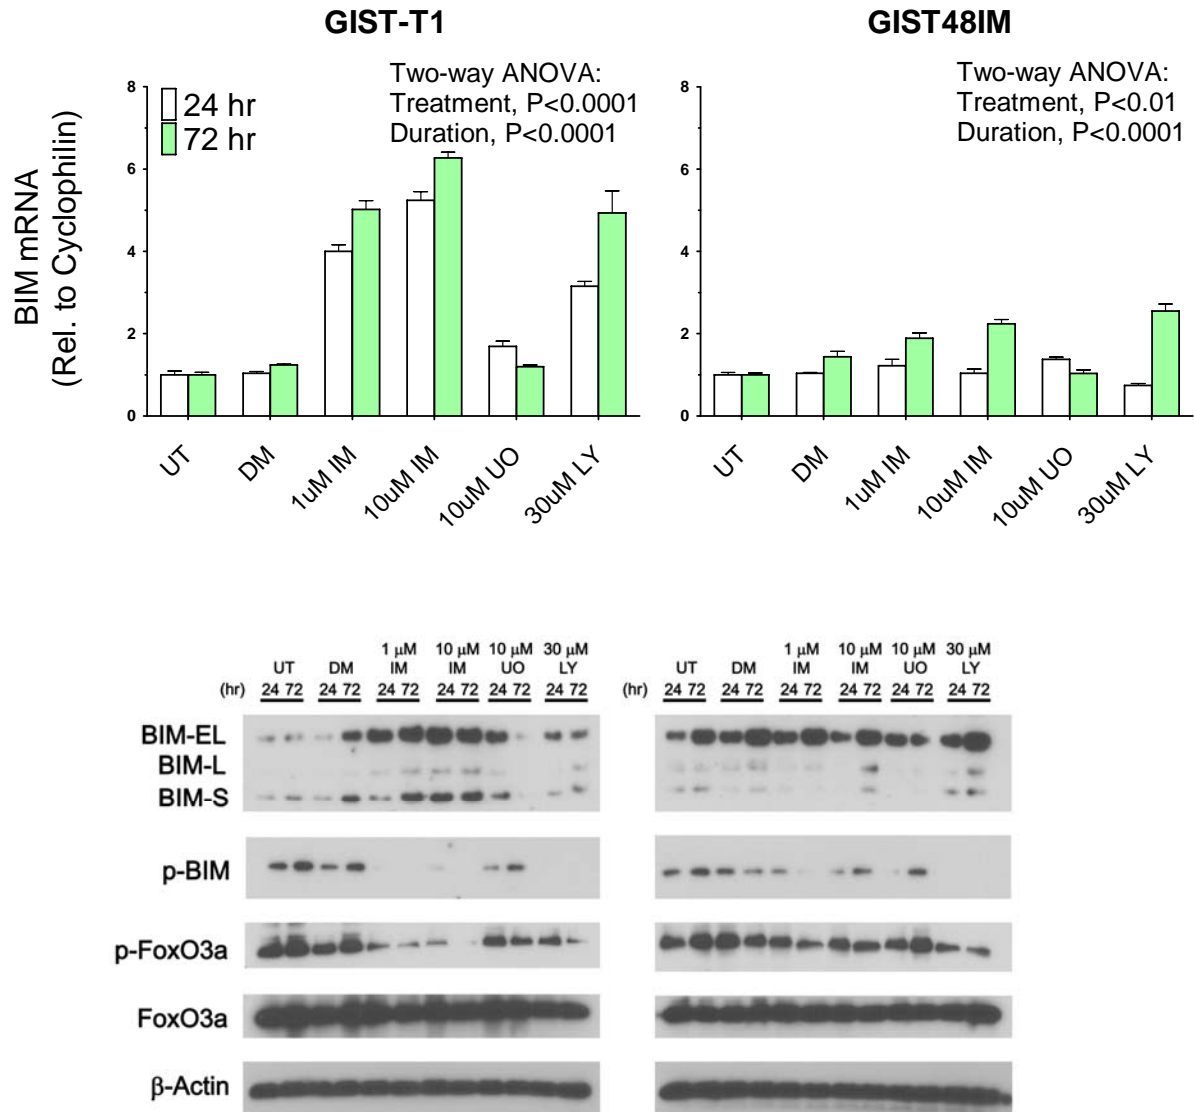 GIST-T1
GIST48IM
BIM mRNA
(Rel. to Cyclophilin)
8
6
4
2
0
24 hr
72 hr
Two-way ANOVA:
Treatment, P<0.0001
Duration, P<0.0001
UT
DM
1uM IM
10uM IM
10uM UO
30uM LY
8
6
4
2
0
Two-way ANOVA:
Treatment, P<0.01
Duration, P<0.0001
UT
DM
1uM IM
10uM IM
10uM UO
30uM LY
UT DM 1 μM IM 10 μM IM 10 μM UO 30 μM LY
(hr) 24 72 24 72 24 72 24 72 24 72 24 72
UT DM 1 μM IM 10 μM IM 10 μM UO 30 μM LY
(hr) 24 72 24 72 24 72 24 72 24 72 24 72
BIM-EL
BIM-L
BIM-S
p-BIM
p-FoxO3a
FoxO3a
β-Actin